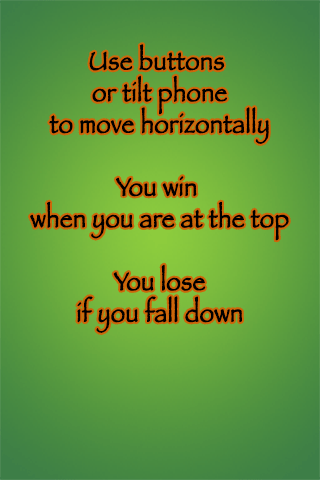 Use buttons
or tilt phone
to move horizontally
You win
when you are at the top
You lose
if you fall down